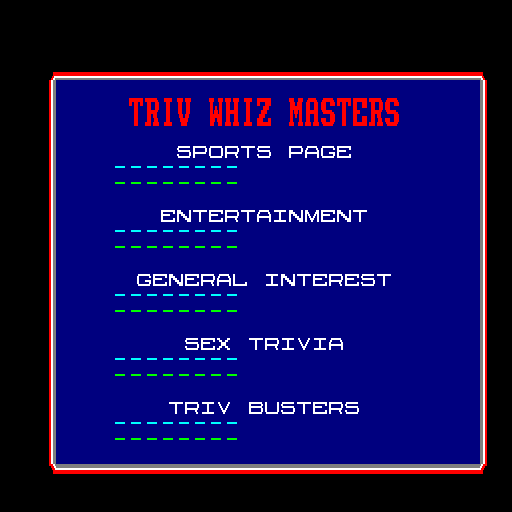 TRIV WHIZ MASTERS
SPORTS PAGE
--------
--------
ENTERTAINMENT
--------
--------
GENERAL INTEREST
--------
--------
SEX TRIVIA
--------
--------
TRIV BUSTERS
--------
--------